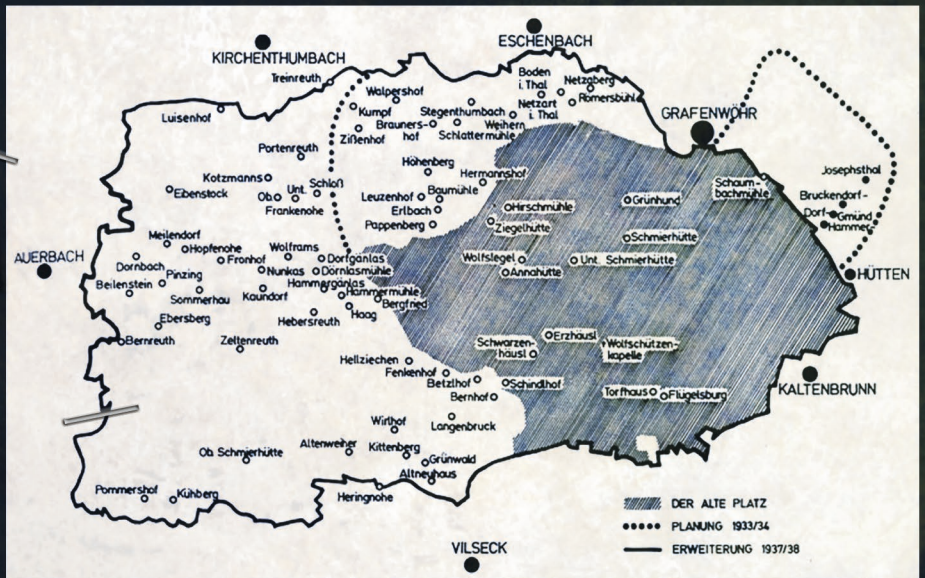 ESCHENBACH
KIRCHENTHUMBACH
Treinreuth
Boden
i. Thal
Netzaberg
Walpershof
Römersbühl
Netzart
i. Thal
Luisenhof
Kumpf
Stegenthumbach
GRAFENWÖHR
Brauners-
hof
Weihern
Zißenhof
Schlattermühle
Portenreuth
Höhenberg
Josephsthal
Kotzmanns
Hermannshof
Schaum-
bachmühle
Unt.
Schloß
Ebenstock
Ob.
Baumühle
Bruckendorf-
Leuzenhof
Frankenohe
Hirschmühle
Grünhund
Erlbach
Dorf-
Gmünd
Pappenberg
Ziegelhütte
Hammer
Meilendorf
Schmierhütte
Hopfenohe
Wolframs
AUERBACH
Dornbach
Fronhof
Dorfgänlas
Wolfslegel
Unt. Schmierhütte
Pinzing
Nunkas
Dörnlasmühle
Annahütte
HÜTTEN
Beilenstein
Hammergänlas
Sommerhau
Kaundorf
Hammermühle
Bergfried
Haag
Ebersberg
Hebersreuth
Bernreuth
Zeltenreuth
Erzhäusl
Schwarzen-
häusl
Wolfschützen-
kapelle
Hellziechen
Fenkenhof
Betzlhof
Schindlhof
KALTENBRUNN
Bernhof
Torfhaus
Flügelsburg
Wirlhof
Langenbruck
Altenweiher
Kittenberg
Ob. Schmierhütte
Grünwald
Altneuhaus
Pommershof
Kühberg
Heringnohe
DER ALTE PLATZ
PLANUNG 1933/34
ERWEITERUNG 1937/38
VILSECK